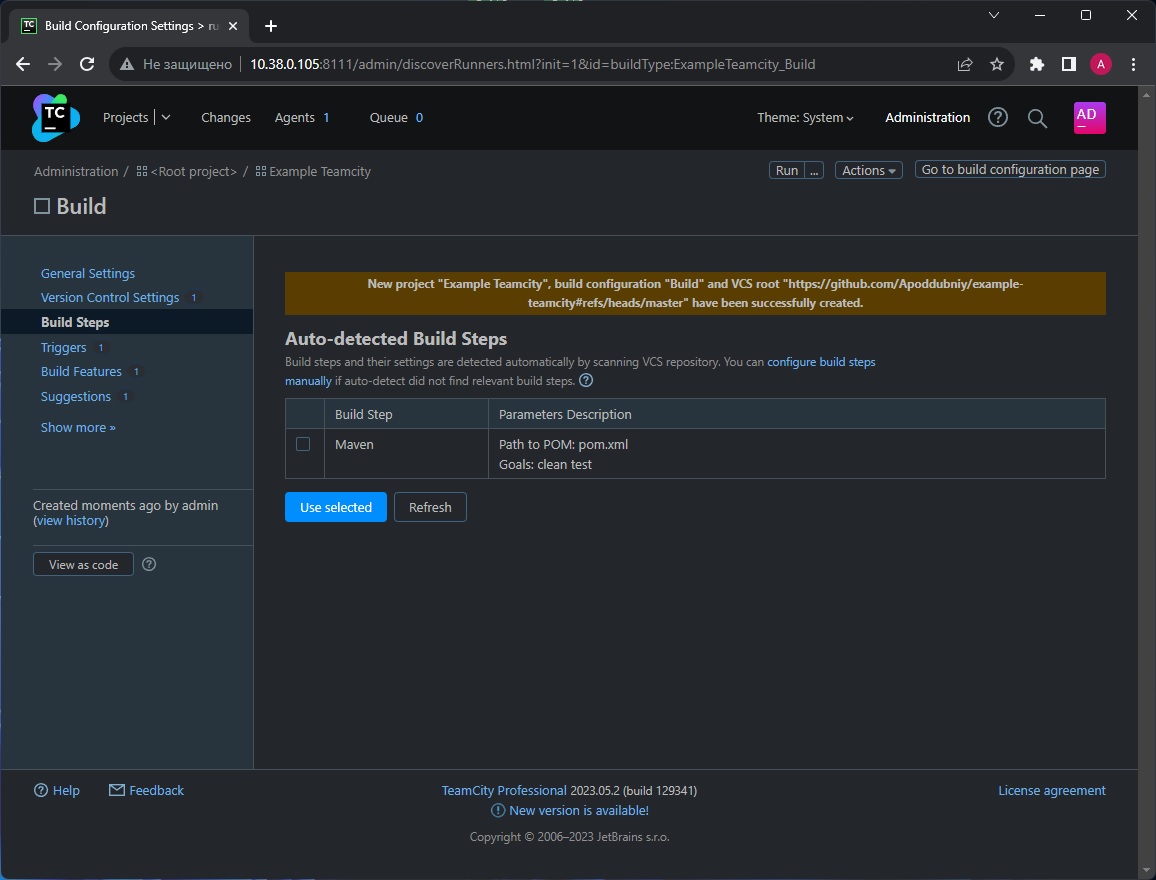 Build Configuration Settings > ru
Не защищено
10.38.0.105:8111/admin/discoverRunners.html?init=1&id=buildType:ExampleTeamcity_Build
A
TC
Projects
Changes
Agents 1
Queue 0
Theme: System
Administration
AD
Administration / <Root project> / Example Teamcity
Run ...
Actions
Go to build configuration page
Build
General Settings
Version Control Settings 1
Build Steps
Triggers 1
Build Features 1
Suggestions 1
Show more »
Created moments ago by admin
(view history)
View as code
New project "Example Teamcity", build configuration "Build" and VCS root "https://github.com/Apoddubniy/example-
teamcity#refs/heads/master" have been successfully created.
Auto-detected Build Steps
Build steps and their settings are detected automatically by scanning VCS repository. You can configure build steps
manually if auto-detect did not find relevant build steps.
Build Step
Parameters Description
Maven
Path to POM: pom.xml
Goals: clean test
Use selected
Refresh
Help
Feedback
TeamCity Professional 2023.05.2 (build 129341)
New version is available!
License agreement
Copyright © 2006–2023 JetBrains s.r.o.